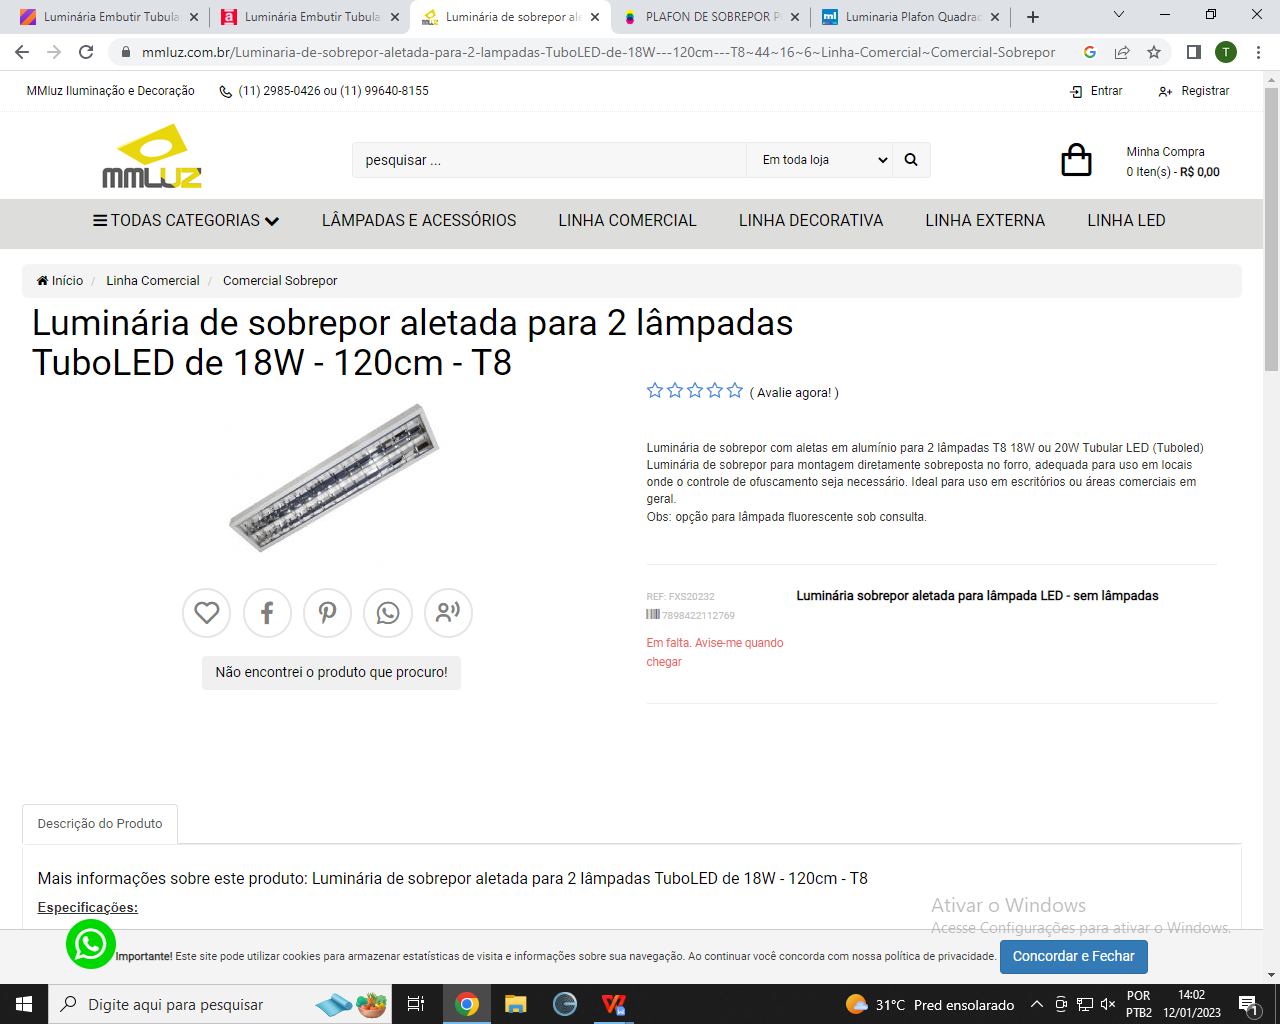 Luminária Embutir Tubula
Luminária Embutir Tubula
Luminária de sobrepor ale
PLAFON DE SOBREPOR P
Luminaria Plafon Quadrac
mmluz.com.br/Luminaria-de-sobrepor-aletada-para-2-lampadas-TuboLED-de-18W---120cm---T8~44~16~6~Linha-Comercial~Comercial-Sobrepor
T
MMluz Iluminação e Decoração
(11) 2985-0426 ou (11) 99640-8155
Entrar
Registrar
MMLUZ
pesquisar ...
Em toda loja
Minha Compra
0 Iten(s) - R$ 0,00
TODAS CATEGORIAS
LÂMPADAS E ACESSÓRIOS
LINHA COMERCIAL
LINHA DECORATIVA
LINHA EXTERNA
LINHA LED
Início / Linha Comercial / Comercial Sobrepor
Luminária de sobrepor aletada para 2 lâmpadas
TuboLED de 18W - 120cm - T8
( Avalie agora! )
Luminária de sobrepor com aletas em alumínio para 2 lâmpadas T8 18W ou 20W Tubular LED (Tuboled)
Luminária de sobrepor para montagem diretamente sobreposta no forro, adequada para uso em locais
onde o controle de ofuscamento seja necessário. Ideal para uso em escritórios ou áreas comerciais em
geral.
Obs: opção para lâmpada fluorescente sob consulta.
REF: FXS20232
7898422112769
Luminária sobrepor aletada para lâmpada LED - sem lâmpadas
Em falta. Avise-me quando
chegar
Não encontrei o produto que procuro!
Descrição do Produto
Mais informações sobre este produto: Luminária de sobrepor aletada para 2 lâmpadas TuboLED de 18W - 120cm - T8
Especificações:
Ativar o Windows
Acesse Configurações para ativar o Windows.
Importante! Este site pode utilizar cookies para armazenar estatísticas de visita e informações sobre sua navegação. Ao continuar você concorda com nossa política de privacidade.
Concordar e Fechar
Digite aqui para pesquisar
31°C Pred ensolarado
POR
PTB2
14:02
12/01/2023
1